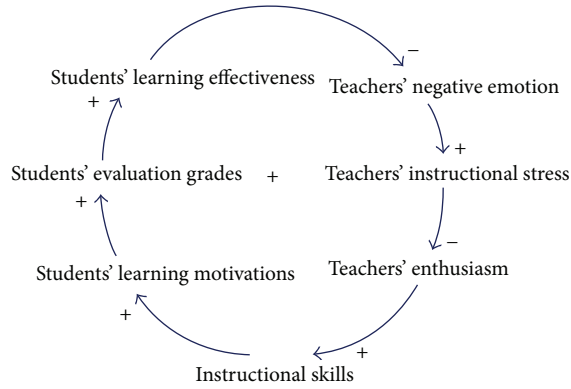 −
Students’ learning effectiveness
Teachers’ negative emotion
+
+
Students’ evaluation grades
+
Teachers’ instructional stress
+
−
Students’ learning motivations
Teachers’ enthusiasm
+
+
Instructional skills